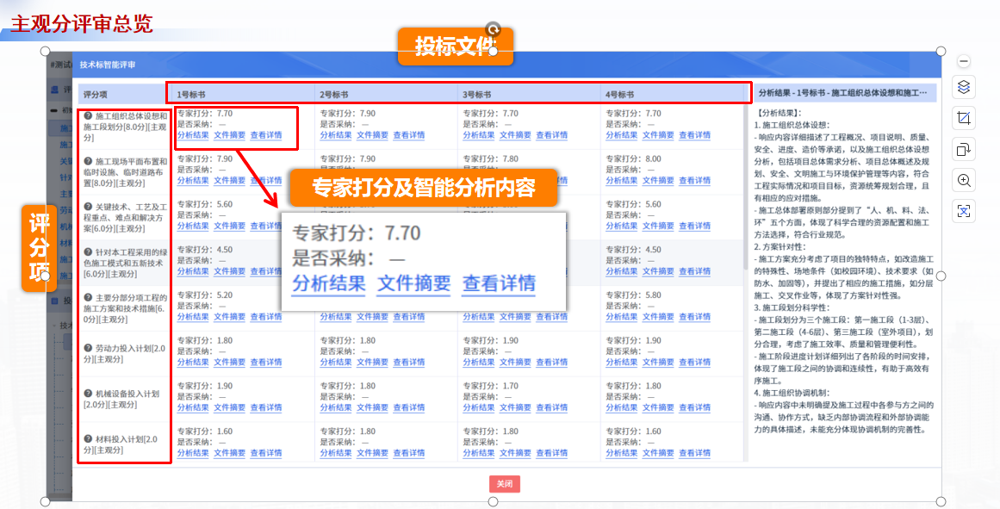 主观分评审总览
投标文件
#测试
技术标智能评审
评分项
1号标书
2号标书
3号标书
4号标书
分析结果 - 1号标书 - 施工组织总体设想和施工···
施工组织总体设想和
施工段划分[8.0分][主观
分]
专家打分：7.70
是否采纳： —
分析结果 文件摘要 查看详情
专家打分：7.90
是否采纳： —
分析结果 文件摘要 查看详情
专家打分：7.70
是否采纳： —
分析结果 文件摘要 查看详情
专家打分：7.70
是否采纳： —
分析结果 文件摘要 查看详情
施工现场平面布置和
临时设施、临时道路布
置[8.0分][主观分]
专家打分：7.90
是否采纳： —
分析结果 文件摘要 查看详情
专家打分：7.90
专家打分：7.80
专家打分：8.00
是否采纳： —
分析结果 文件摘要 查看详情
专家打分及智能分析内容
关键技术、工艺及工
程重点、难点和解决方
案[6.0分][主观分]
专家打分：5.60
是否采纳： —
分析结果 文件摘要 查看详情
专家打分：5.60
是否采纳： —
分析结果 文件摘要 查看详情
专家打分：7.70
是否采纳： —
分析结果 文件摘要 查看详情
评分项
针对本工程采用的绿
色施工模式和五新技术
[6.0分][主观分]
专家打分：4.50
是否采纳： —
分析结果 文件摘要 查看详情
专家打分：4.50
是否采纳： —
分析结果 文件摘要 查看详情
主要分部分项工程的
施工方案和技术措施[6.
0分][主观分]
专家打分：5.20
是否采纳： —
分析结果 文件摘要 查看详情
分析结果 文件摘要 查看详情
分析结果 文件摘要 查看详情
专家打分：5.80
是否采纳： —
分析结果 文件摘要 查看详情
劳动力投入计划[2.0
分][主观分]
专家打分：1.80
是否采纳： —
分析结果 文件摘要 查看详情
专家打分：1.80
是否采纳： —
分析结果 文件摘要 查看详情
专家打分：1.90
是否采纳： —
分析结果 文件摘要 查看详情
专家打分：1.90
是否采纳： —
分析结果 文件摘要 查看详情
机械设备投入计划
[2.0分][主观分]
专家打分：1.90
是否采纳： —
分析结果 文件摘要 查看详情
专家打分：1.80
是否采纳： —
分析结果 文件摘要 查看详情
专家打分：1.70
是否采纳： —
分析结果 文件摘要 查看详情
专家打分：1.80
是否采纳： —
分析结果 文件摘要 查看详情
材料投入计划[2.0
分][主观分]
专家打分：1.60
是否采纳： —
分析结果 文件摘要 查看详情
专家打分：1.80
是否采纳： —
分析结果 文件摘要 查看详情
专家打分：1.80
是否采纳： —
分析结果 文件摘要 查看详情
专家打分：1.60
是否采纳： —
分析结果 文件摘要 查看详情
【分析结果】：
1. 施工组织总体设想：
- 响应内容详细描述了工程概况、项目说明、质量、
安全、进度、造价等承诺，以及施工组织总体设想
分析，包括项目总体需求分析、项目总体概述及规
划、安全、文明施工与环境保护管理等内容，符合
工程实际情况和项目目标，资源统筹规划合理，且
有相应的应对措施。
- 施工总体部署原则部分提到了“人、机、料、法、
环”五个方面，体现了科学合理的资源配置和施工
方法选择，符合行业规范。
2. 方案针对性：
- 施工方案充分考虑了项目的独特特点，如改造施工
的特殊性、场地条件（如校园环境）、技术要求（如
防水、加固等），并提出了相应的施工措施，如分层
施工、交叉作业等，体现了方案针对性强。
3. 施工段划分科学性：
- 施工段划分为三个施工段：第一施工段（1-3层）、
第二施工段（4-6层）、第三施工段（室外项目），划
分合理，考虑了施工效率、质量和管理便利性。
- 施工阶段进度计划详细列出了各阶段的时间安排，
体现了施工段之间的协调和连续性，有助于高效有
序施工。
4. 施工组织协调机制：
- 响应内容中未明确提及施工过程中各参与方之间的
沟通、协作方式，缺乏内部协调流程和外部协调能
力的具体描述，未能充分体现协调机制的完善性。
关闭